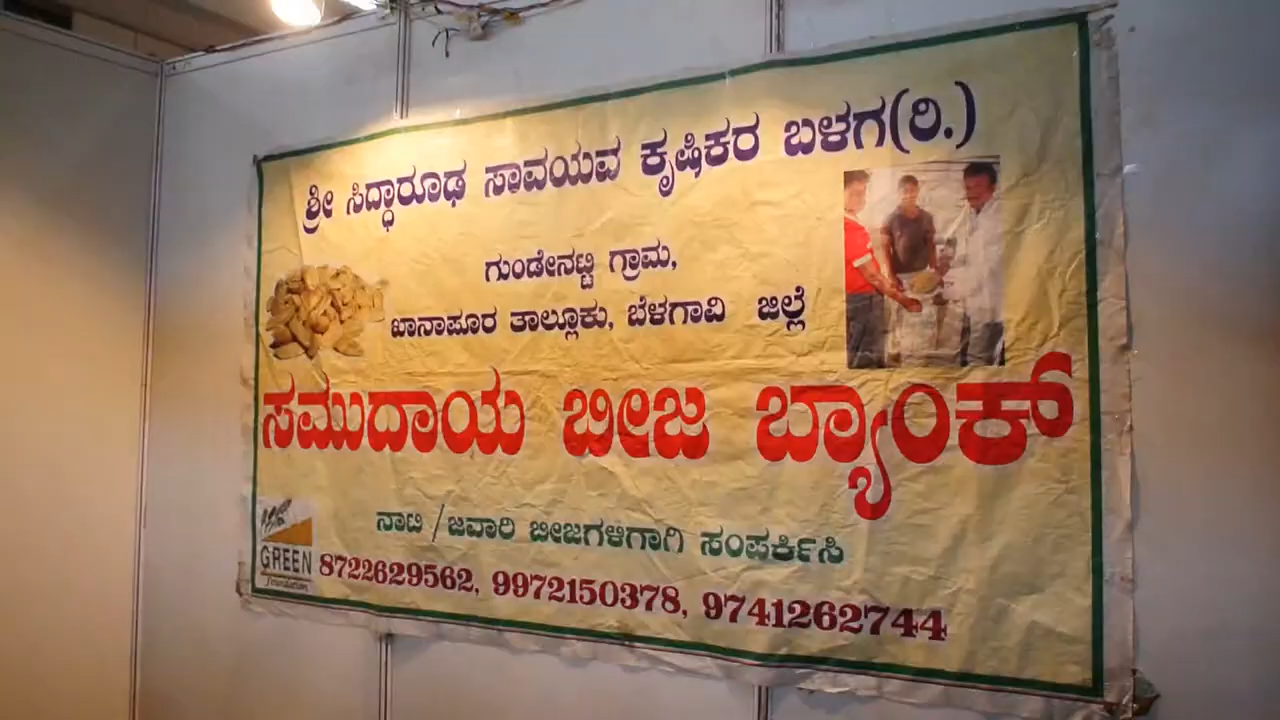 ಶ್ರೀ ಸಿದ್ಧಾರೂಢ ಸಾವಯವ ಕೃಷಿಕರ ಬಳಗ(ರಿ.)
ಗುಂಡೇನಟ್ಟಿ ಗ್ರಾಮ,
ಖಾನಾಪೂರ ತಾಲ್ಲೂಕು, ಬೆಳಗಾವಿ ಜಿಲ್ಲೆ
ಸಮುದಾಯ ಬೀಜ ಬ್ಯಾಂಕ್
ನಾಟಿ / ಜವಾರಿ ಬೀಜಗಳಿಗಾಗಿ ಸಂಪರ್ಕಿಸಿ
8722629562, 9972150378, 9741262744
GREEN
foundation